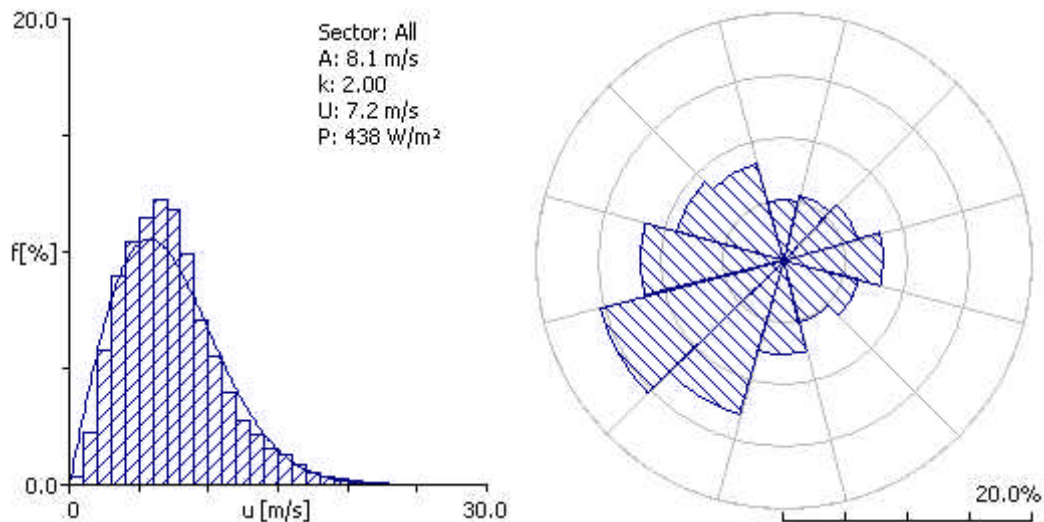 20.0
Sector: All
A: 8.1 m/s
k: 2.00
U: 7.2 m/s
P: 438 W/m²
f[%]
0.0
0
u [m/s]
30.0
20.0%